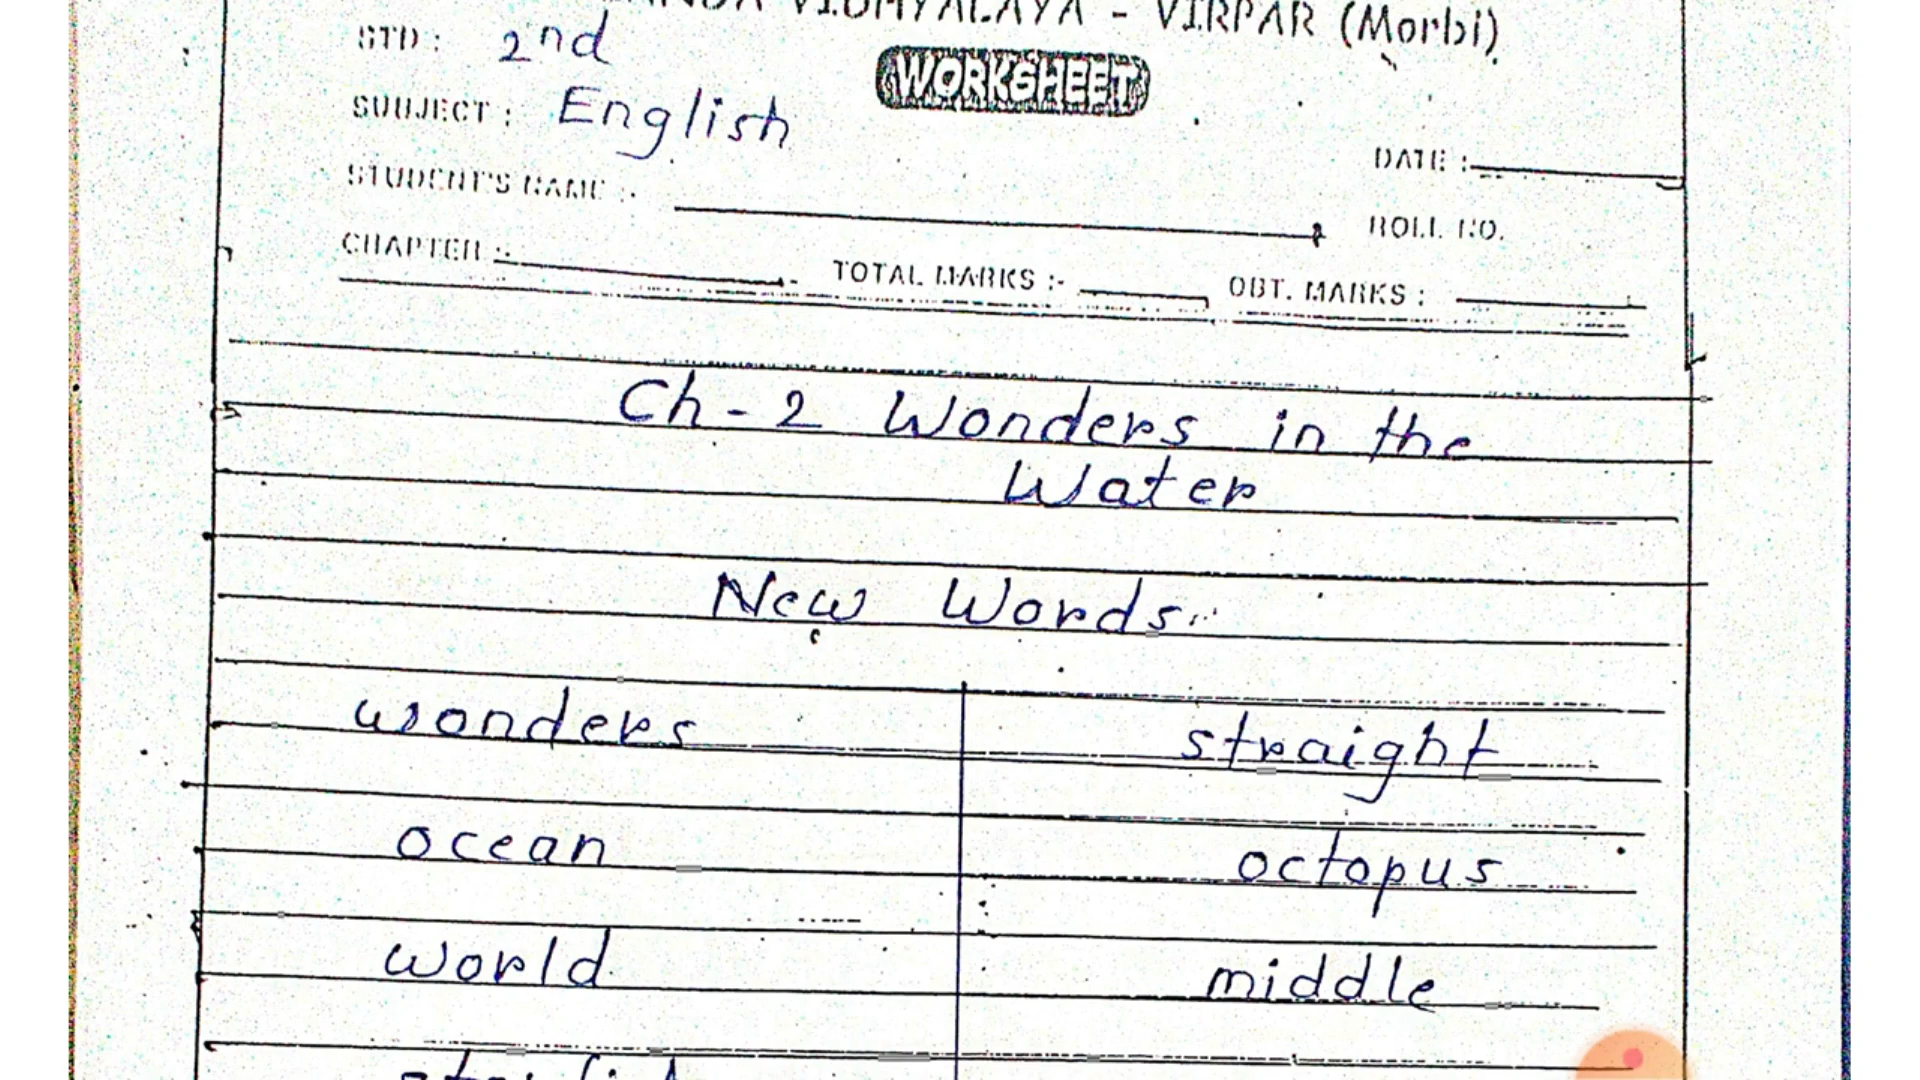 VIDHYALAYA - VIRPAR (Morbi)
STD : 2nd
WORKSHEET
SUBJECT : English
DATE :
STUDENT'S NAME :-
ROLL NO.
CHAPTER :- TOTAL MARKS :- OBT. MARKS :
Ch-2 Wonders in the
Water
New Words
wonders straight
ocean octopus
world middle